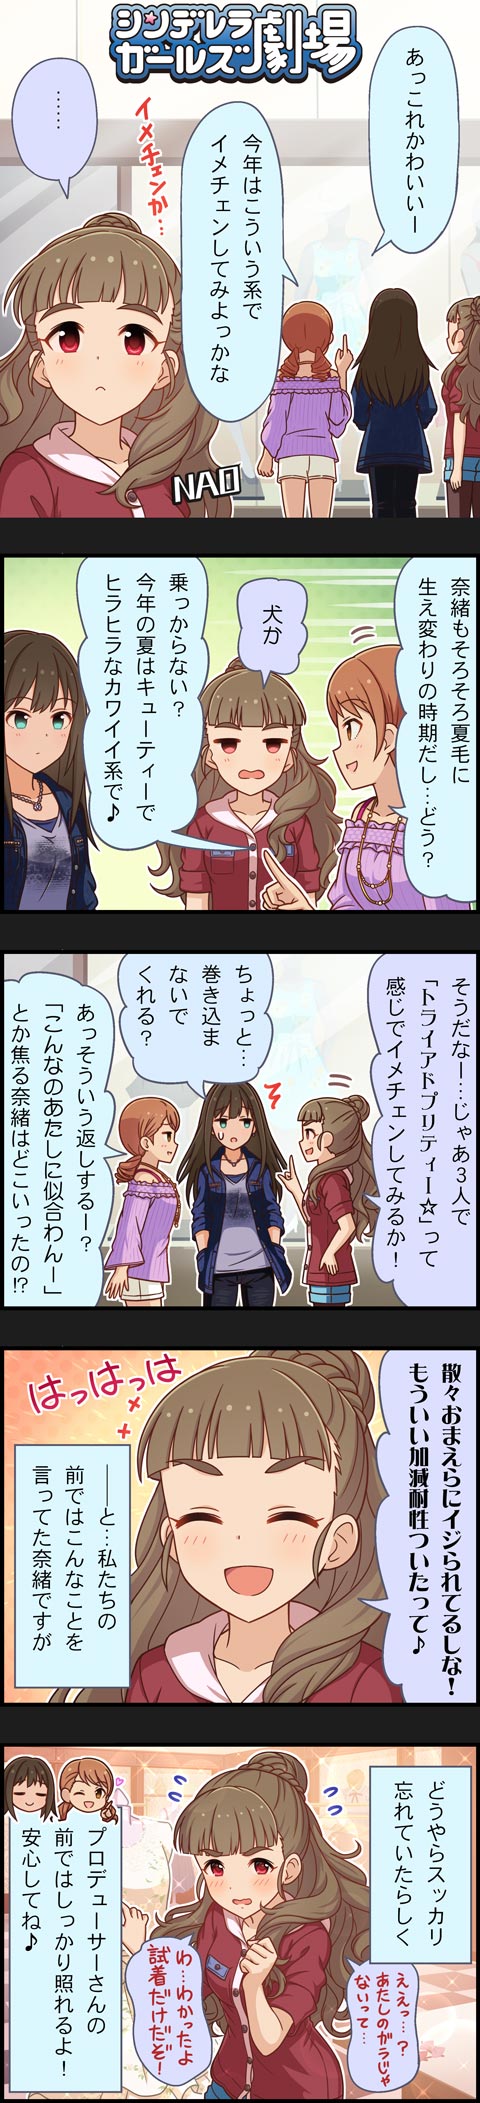 シンデレラ
ガールズ劇場
あっこれかわいいー
今年はこういう系で
イメチェンしてみよっかな
イメチェンか…
……
NAO
奈緒もそろそろ夏毛に
生え変わりの時期だし…どう？
犬か
乗っからない？
今年の夏はキューティーで
ヒラヒラなカワイイ系で♪
そうだなー…じゃあ3人で
「トライアドプリティー☆」って
感じでイメチェンしてみるか！
ちょっと…
巻き込ま
ないで
くれる？
あっそういう返しするー？
「こんなのあたしに似合わんー」
とか焦る奈緒はどこいったの!?
散々おまえらにイジられてるしな！
もういい加減耐性ついたって♪
はっはっは
――と…私たちの
前ではこんなことを
言ってた奈緒ですが
どうやらスッカリ
忘れていたらしく
ええっ…？
あたしのガラじゃ
ないって…
わ…わかったよ
試着だけだぞ！
プロデューサーさんの
前ではしっかり照れるよ！
安心してね♪